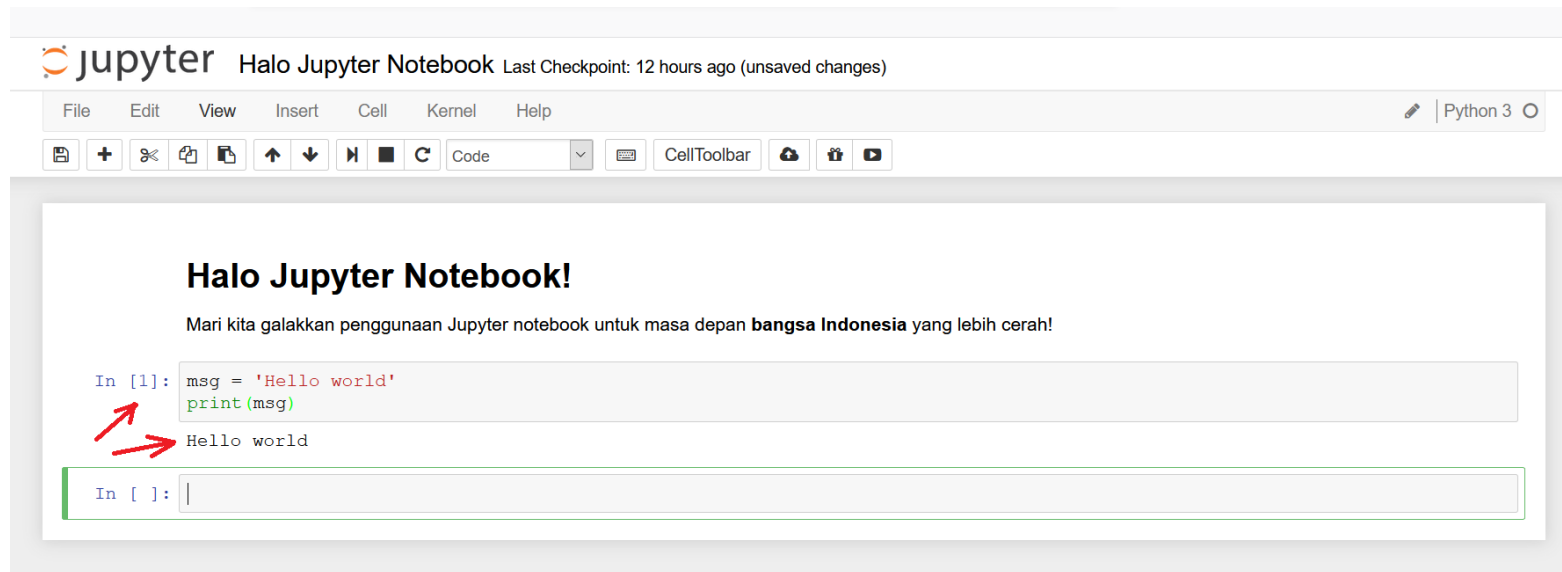 jupyter Halo Jupyter Notebook Last Checkpoint: 12 hours ago (unsaved changes)
File Edit View Insert Cell Kernel Help Python 3
Code CellToolbar
Halo Jupyter Notebook!
Mari kita galakkan penggunaan Jupyter notebook untuk masa depan bangsa Indonesia yang lebih cerah!
In [1]: msg = 'Hello world'
print(msg)
Hello world
In [ ]: